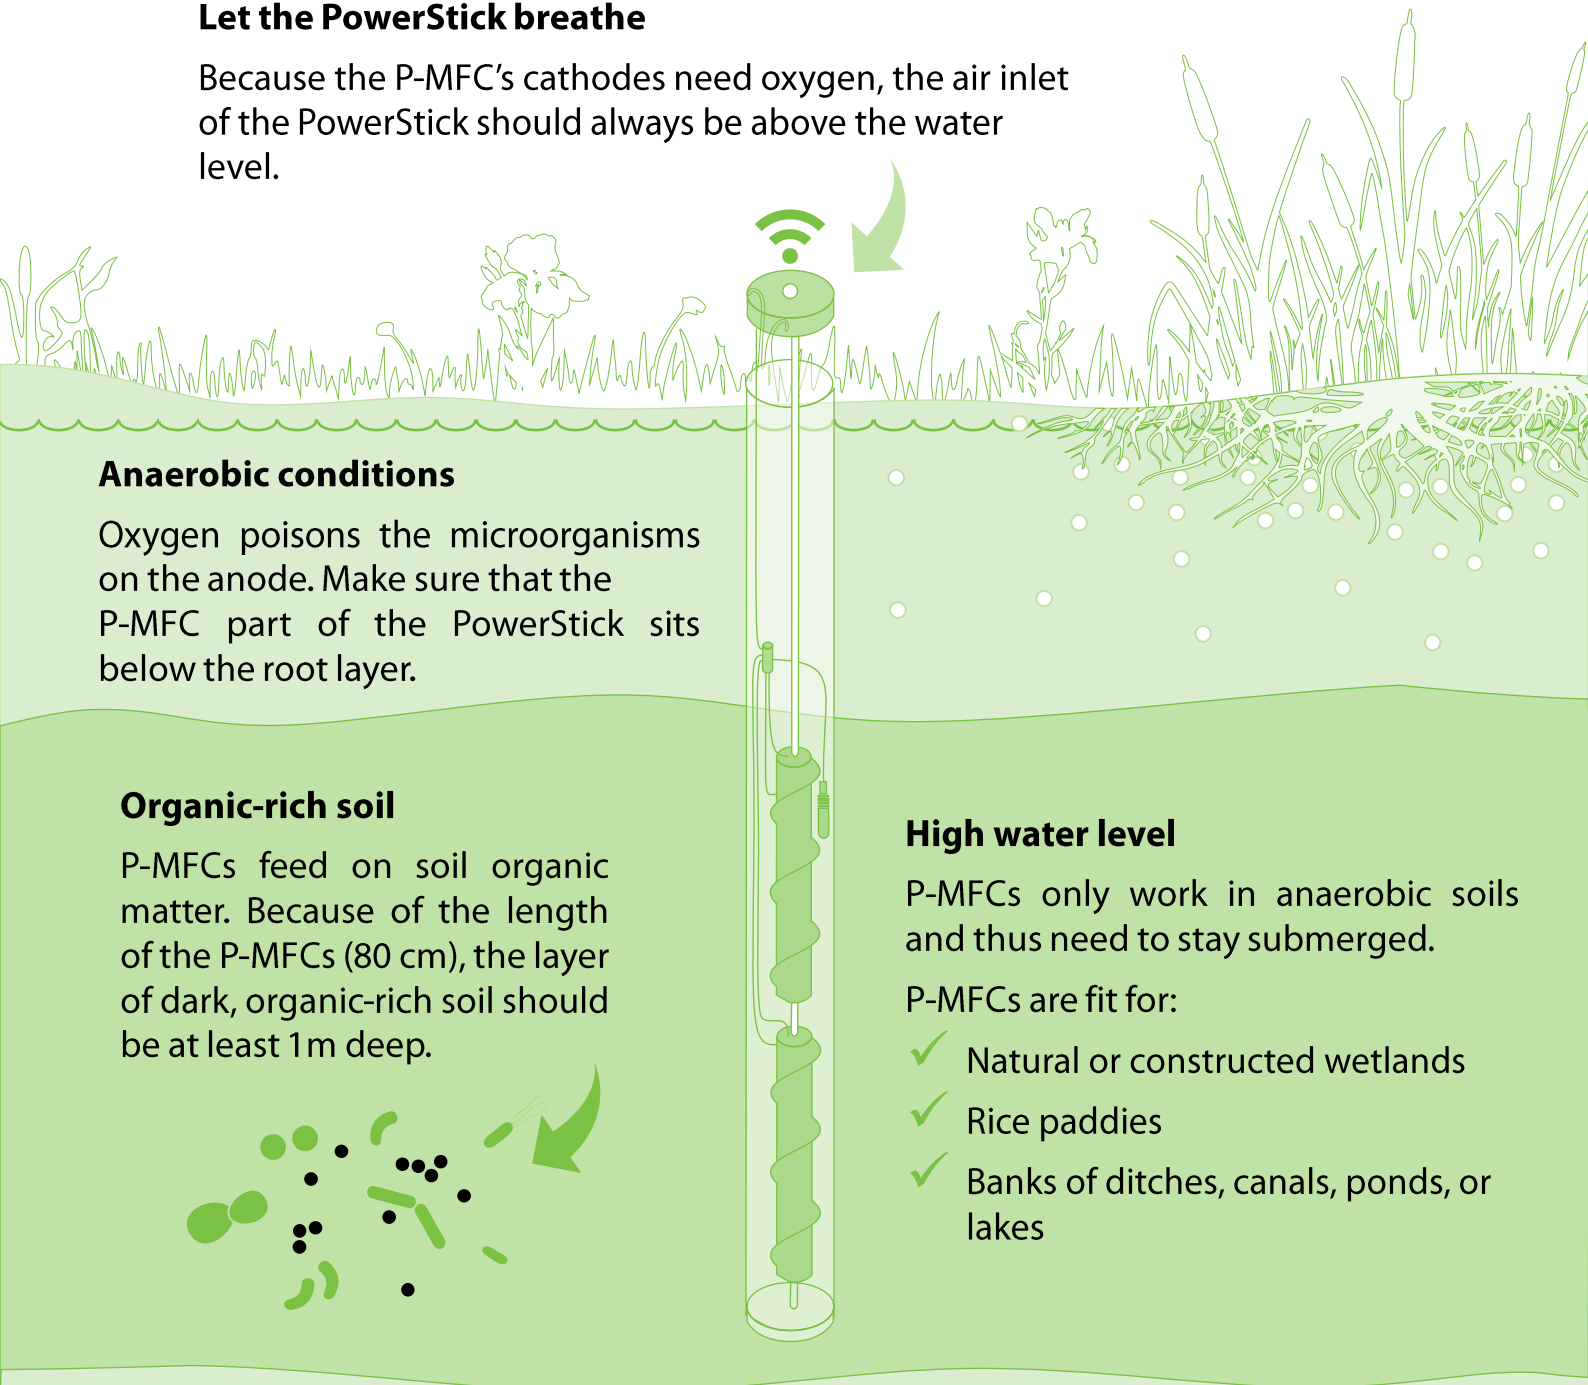 Let the PowerStick breathe
Because the P-MFC’s cathodes need oxygen, the air inlet
of the PowerStick should always be above the water
level.
Anaerobic conditions
Oxygen poisons the microorganisms
on the anode. Make sure that the
P-MFC part of the PowerStick sits
below the root layer.
Organic-rich soil
P-MFCs feed on soil organic
matter. Because of the length
of the P-MFCs (80 cm), the layer
of dark, organic-rich soil should
be at least 1m deep.
High water level
P-MFCs only work in anaerobic soils
and thus need to stay submerged.
P-MFCs are fit for:
Natural or constructed wetlands
Rice paddies
Banks of ditches, canals, ponds, or
lakes